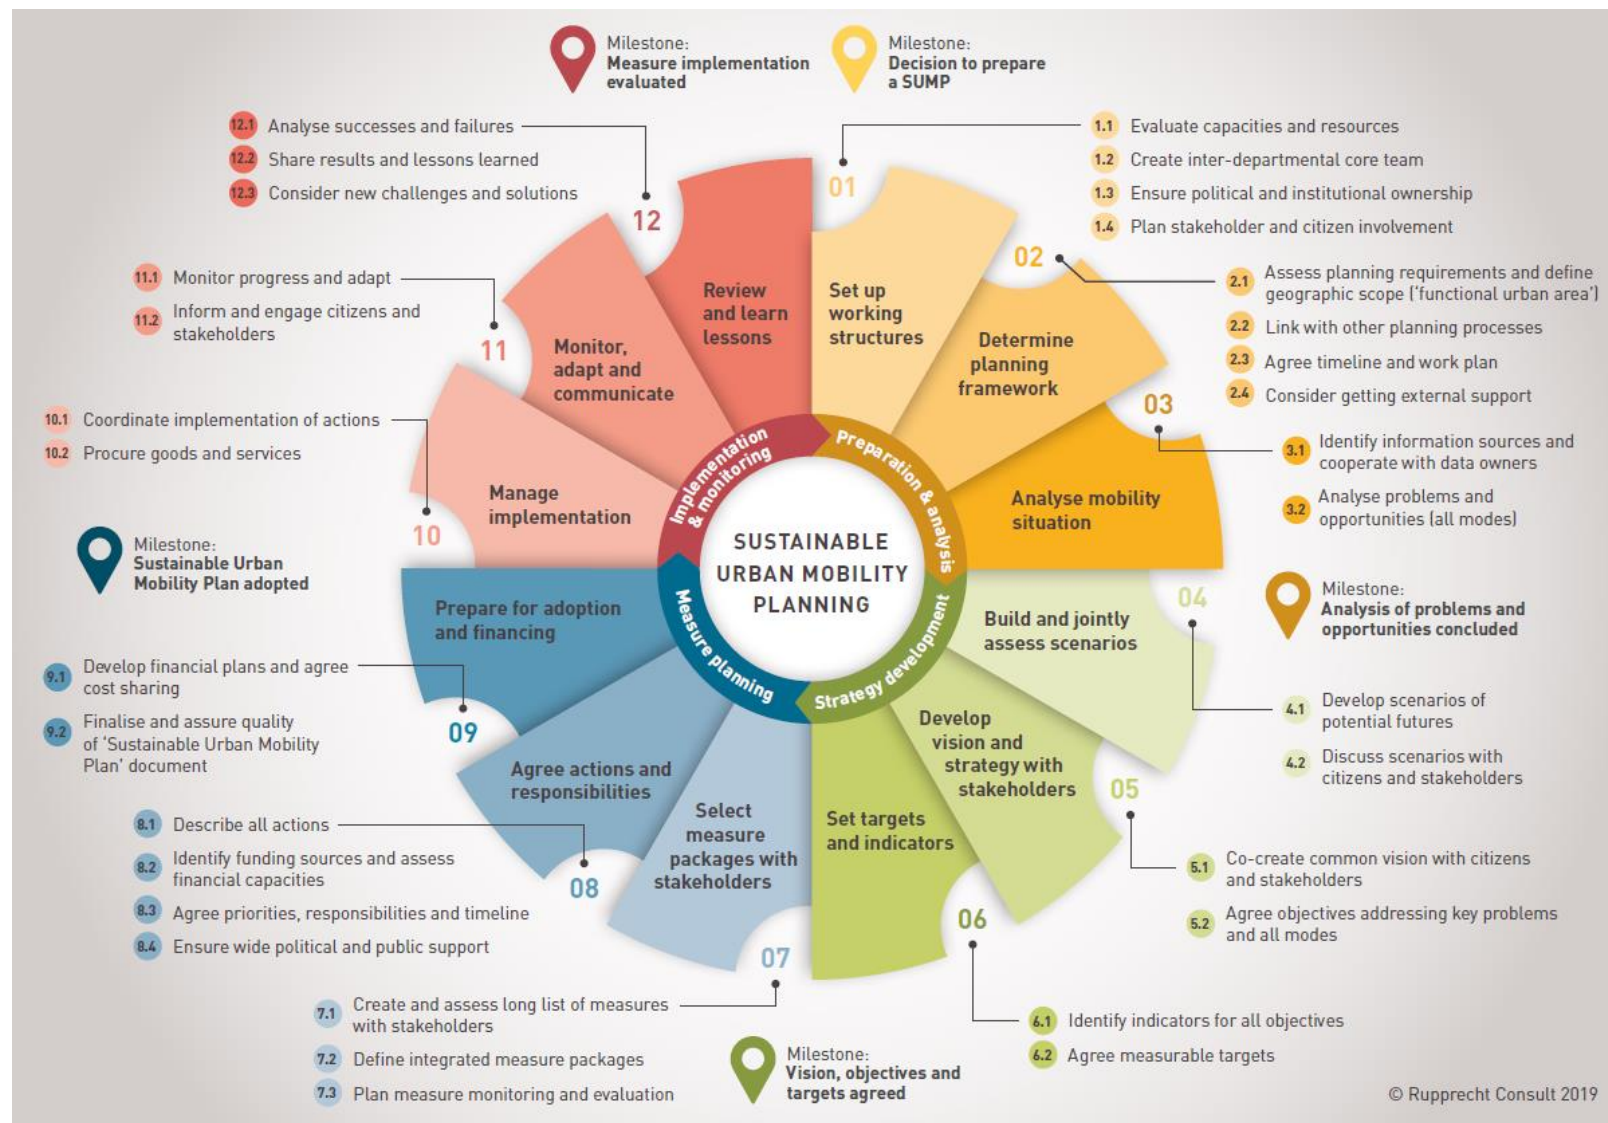 Milestone:
Measure implementation
evaluated
Milestone:
Decision to prepare
a SUMP
12.1 Analyse successes and failures
12.2 Share results and lessons learned
12.3 Consider new challenges and solutions
1.1 Evaluate capacities and resources
1.2 Create inter-departmental core team
1.3 Ensure political and institutional ownership
1.4 Plan stakeholder and citizen involvement
11.1 Monitor progress and adapt
11.2 Inform and engage citizens and
stakeholders
2.1 Assess planning requirements and define
geographic scope ('functional urban area')
2.2 Link with other planning processes
2.3 Agree timeline and work plan
2.4 Consider getting external support
10.1 Coordinate implementation of actions
10.2 Procure goods and services
3.1 Identify information sources and
cooperate with data owners
3.2 Analyse problems and
opportunities (all modes)
Milestone:
Sustainable Urban
Mobility Plan adopted
Milestone:
Analysis of problems and
opportunities concluded
01
Set up
working
structures
02
Determine
planning
framework
03
Analyse mobility
situation
04
Build and jointly
assess scenarios
05
Develop
vision and
strategy with
stakeholders
06
Set targets
and indicators
07
Select
measure
packages with
stakeholders
08
Agree actions and
responsibilities
09
Prepare for adoption
and financing
10
Manage
implementation
11
Monitor,
adapt and
communicate
12
Review
and learn
lessons
Preparation & analysis
Strategy development
Measure planning
Implementation
& monitoring
SUSTAINABLE
URBAN MOBILITY
PLANNING
9.1 Develop financial plans and agree
cost sharing
9.2 Finalise and assure quality
of 'Sustainable Urban Mobility
Plan' document
4.1 Develop scenarios of
potential futures
4.2 Discuss scenarios with
citizens and stakeholders
8.1 Describe all actions
8.2 Identify funding sources and assess
financial capacities
8.3 Agree priorities, responsibilities and timeline
8.4 Ensure wide political and public support
5.1 Co-create common vision with citizens
and stakeholders
5.2 Agree objectives addressing key problems
and all modes
7.1 Create and assess long list of measures
with stakeholders
7.2 Define integrated measure packages
7.3 Plan measure monitoring and evaluation
Milestone:
Vision, objectives and
targets agreed
6.1 Identify indicators for all objectives
6.2 Agree measurable targets
© Rupprecht Consult 2019